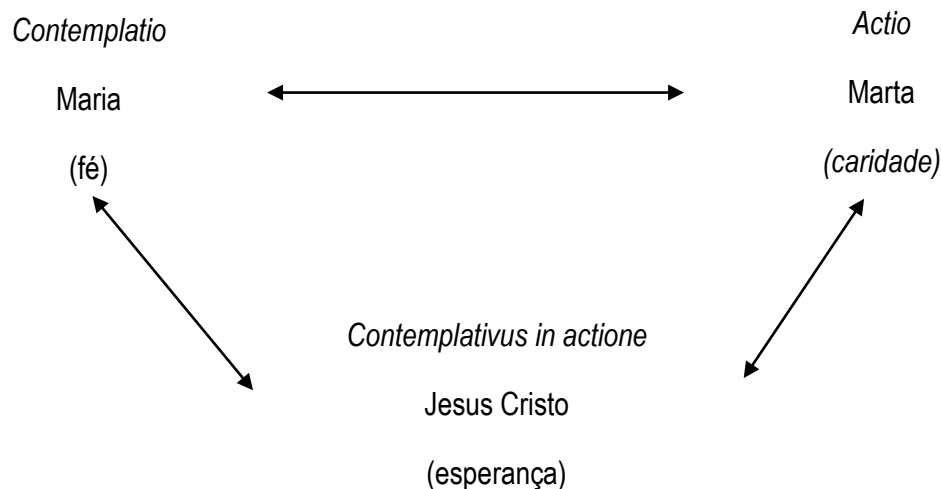 Contemplatio
Maria
(fé)
Actio
Marta
(caridade)
Contemplativus in actione
Jesus Cristo
(esperança)